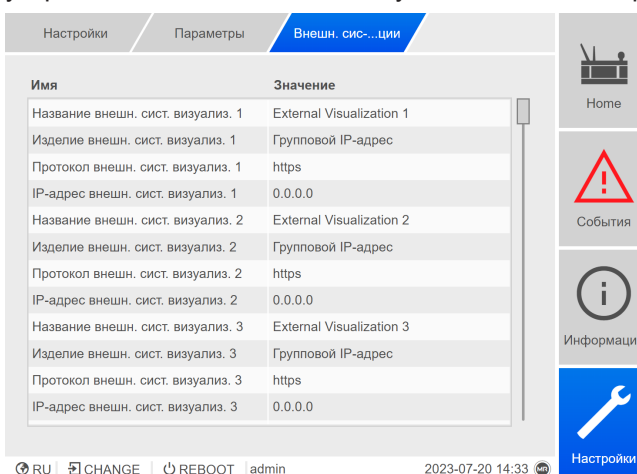 Настройки
Параметры
Внешн. сис-...ции
Имя Значение
Название внешн. сист. визуализ. 1 External Visualization 1
Изделие внешн. сист. визуализ. 1 Групповой IP-адрес
Протокол внешн. сист. визуализ. 1 https
IP-адрес внешн. сист. визуализ. 1 0.0.0.0
Название внешн. сист. визуализ. 2 External Visualization 2
Изделие внешн. сист. визуализ. 2 Групповой IP-адрес
Протокол внешн. сист. визуализ. 2 https
IP-адрес внешн. сист. визуализ. 2 0.0.0.0
Название внешн. сист. визуализ. 3 External Visualization 3
Изделие внешн. сист. визуализ. 3 Групповой IP-адрес
Протокол внешн. сист. визуализ. 3 https
IP-адрес внешн. сист. визуализ. 3 0.0.0.0
Home
События
Информаци
Настройки
RU CHANGE REBOOT admin 2023-07-20 14:33 MR